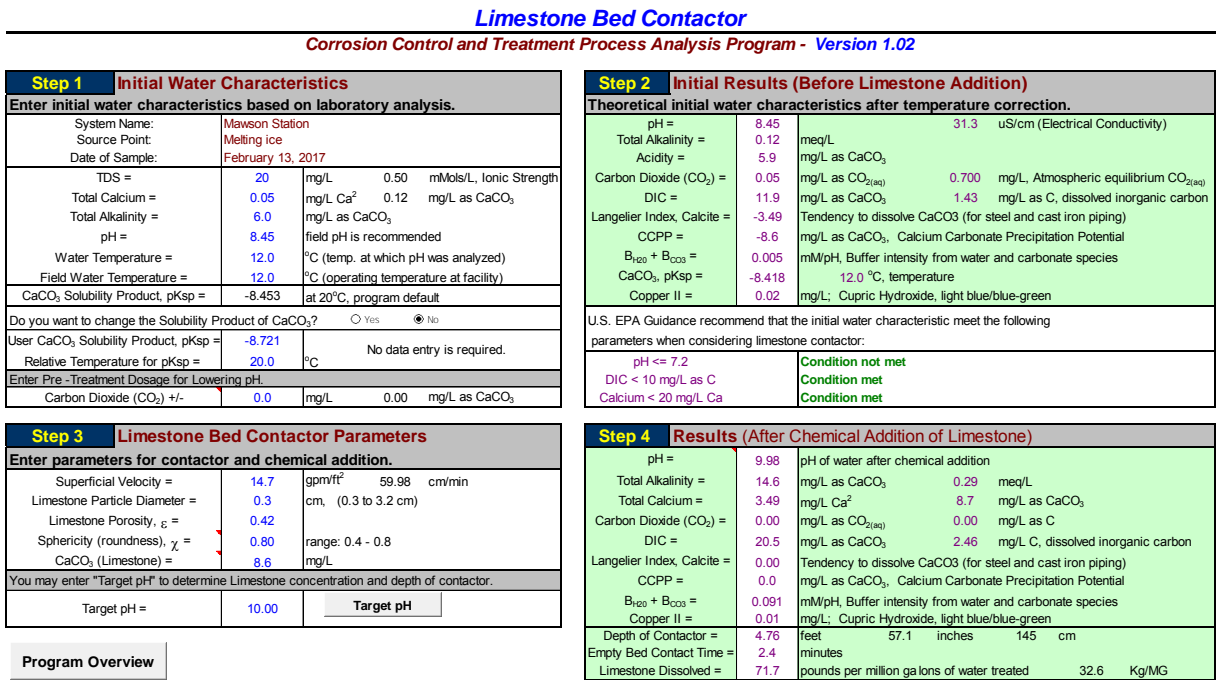 Limestone Bed Contactor
Corrosion Control and Treatment Process Analysis Program - Version 1.02
Step 1 Initial Water Characteristics
Enter initial water characteristics based on laboratory analysis.
System Name: Mawson Station
Source Point: Melting ice
Date of Sample: February 13, 2017
TDS = 20 mg/L 0.50 mMols/L, Ionic Strength
Total Calcium = 0.05 mg/L Ca² 0.12 mg/L as CaCO₃
Total Alkalinity = 6.0 mg/L as CaCO₃
pH = 8.45 field pH is recommended
Water Temperature = 12.0 °C (temp. at which pH was analyzed)
Field Water Temperature = 12.0 °C (operating temperature at facility)
CaCO₃ Solubility Product, pKsp = -8.453 at 20°C, program default
Do you want to change the Solubility Product of CaCO₃? Yes No
User CaCO₃ Solubility Product, pKsp = -8.721
No data entry is required.
Relative Temperature for pKsp = 20.0 °C
Enter Pre -Treatment Dosage for Lowering pH.
Carbon Dioxide (CO₂) +/- 0.0 mg/L 0.00 mg/L as CaCO₃
Step 2 Initial Results (Before Limestone Addition)
Theoretical initial water characteristics after temperature correction.
pH = 8.45 31.3 uS/cm (Electrical Conductivity)
Total Alkalinity = 0.12 meq/L
Acidity = 5.9 mg/L as CaCO₃
Carbon Dioxide (CO₂) = 0.05 mg/L as CO₂₍aq₎ 0.700 mg/L, Atmospheric equilibrium CO₂₍aq₎
DIC = 11.9 mg/L as CaCO₃ 1.43 mg/L as C, dissolved inorganic carbon
Langelier Index, Calcite = -3.49 Tendency to dissolve CaCO3 (for steel and cast iron piping)
CCPP = -8.6 mg/L as CaCO₃, Calcium Carbonate Precipitation Potential
B_H20 + B_CO3 = 0.005 mM/pH, Buffer intensity from water and carbonate species
CaCO₃, pKsp = -8.418 12.0 °C, temperature
Copper II = 0.02 mg/L; Cupric Hydroxide, light blue/blue-green
U.S. EPA Guidance recommend that the initial water characteristic meet the following
parameters when considering limestone contactor:
pH <= 7.2 Condition not met
DIC < 10 mg/L as C Condition met
Calcium < 20 mg/L Ca Condition met
Step 3 Limestone Bed Contactor Parameters
Enter parameters for contactor and chemical addition.
Superficial Velocity = 14.7 gpm/ft² 59.98 cm/min
Limestone Particle Diameter = 0.3 cm, (0.3 to 3.2 cm)
Limestone Porosity, ε = 0.42
Sphericity (roundness), χ = 0.80 range: 0.4 - 0.8
CaCO₃ (Limestone) = 8.6 mg/L
You may enter "Target pH" to determine Limestone concentration and depth of contactor.
Target pH = 10.00 Target pH
Program Overview
Step 4 Results (After Chemical Addition of Limestone)
pH = 9.98 pH of water after chemical addition
Total Alkalinity = 14.6 mg/L as CaCO₃ 0.29 meq/L
Total Calcium = 3.49 mg/L Ca² 8.7 mg/L as CaCO₃
Carbon Dioxide (CO₂) = 0.00 mg/L as CO₂₍aq₎ 0.00 mg/L as C
DIC = 20.5 mg/L as CaCO₃ 2.46 mg/L C, dissolved inorganic carbon
Langelier Index, Calcite = 0.00 Tendency to dissolve CaCO3 (for steel and cast iron piping)
CCPP = 0.0 mg/L as CaCO₃, Calcium Carbonate Precipitation Potential
B_H20 + B_CO3 = 0.091 mM/pH, Buffer intensity from water and carbonate species
Copper II = 0.01 mg/L; Cupric Hydroxide, light blue/blue-green
Depth of Contactor = 4.76 feet 57.1 inches 145 cm
Empty Bed Contact Time = 2.4 minutes
Limestone Dissolved = 71.7 pounds per million ga lons of water treated 32.6 Kg/MG